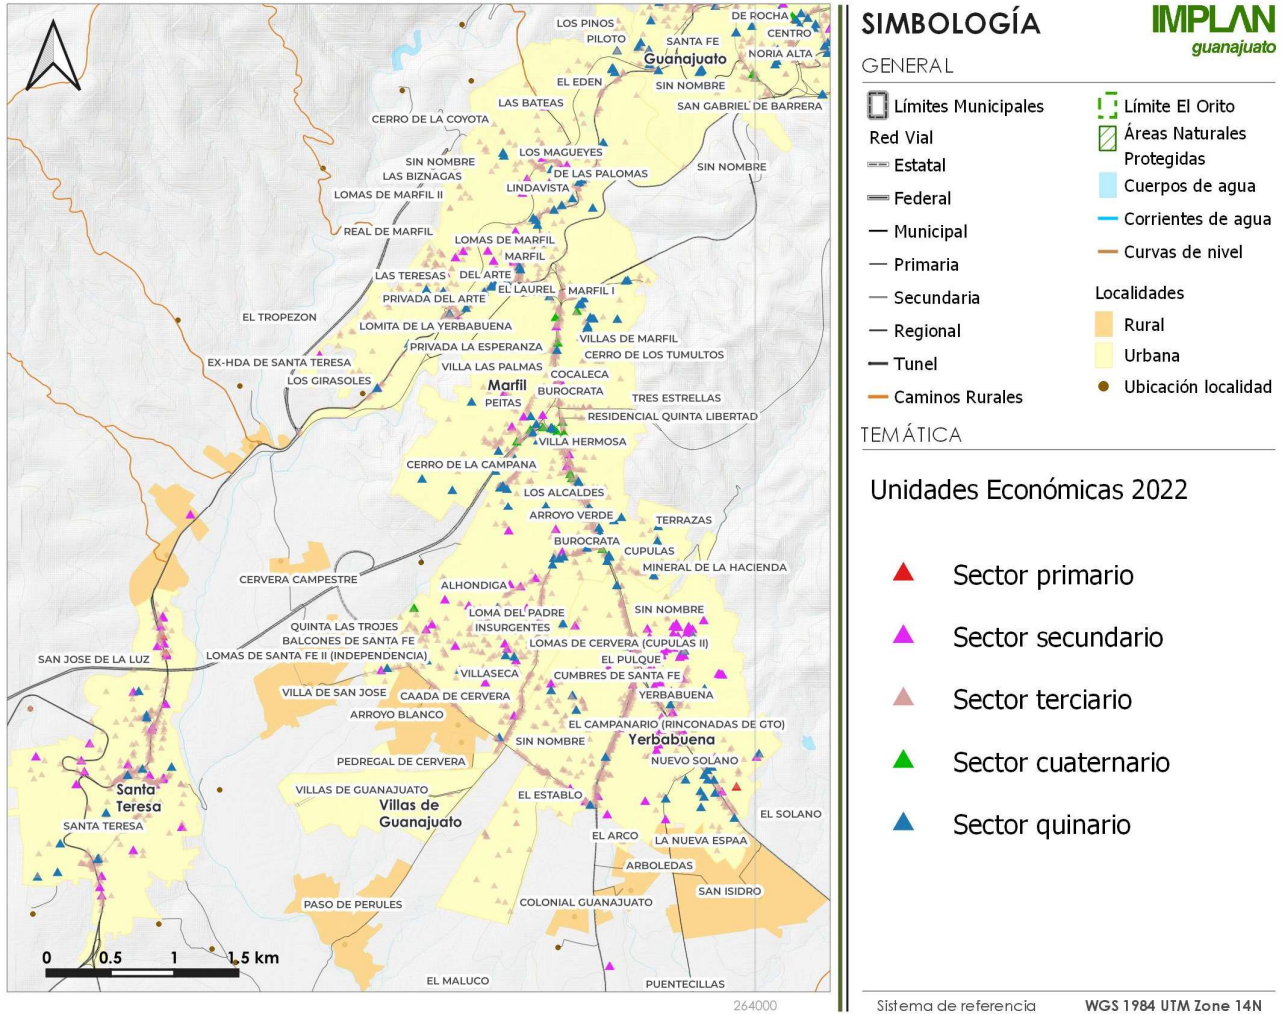 LOS PINOS
DE ROCHA
PILOTO
SANTA FE
CENTRO
Guanajuato
NORIA ALTA
EL EDEN
SIN NOMBRE
LAS BATEAS
SAN GABRIEL DE BARRERA
CERRO DE LA COYOTA
LOS MAGUEYES
SIN NOMBRE
SIN NOMBRE
LAS BIZNAGAS
DE LAS PALOMAS
LINDAVISTA
LOMAS DE MARFIL II
REAL DE MARFIL
LOMAS DE MARFIL
MARFIL
LAS TERESAS
DEL ARTE
EL LAUREL
MARFIL I
PRIVADA DEL ARTE
EL TROPEZON
LOMITA DE LA YERBABUENA
VILLAS DE MARFIL
PRIVADA LA ESPERANZA
CERRO DE LOS TUMULTOS
EX-HDA DE SANTA TERESA
VILLA LAS PALMAS
COCALECA
LOS GIRASOLES
Marfil
BUROCRATA
PEITAS
TRES ESTRELLAS
RESIDENCIAL QUINTA LIBERTAD
VILLA HERMOSA
CERRO DE LA CAMPANA
LOS ALCALDES
ARROYO VERDE
TERRAZAS
BUROCRATA
CUPULAS
MINERAL DE LA HACIENDA
CERVERA CAMPESTRE
ALHONDIGA
LOMA DEL PADRE
SIN NOMBRE
QUINTA LAS TROJES
INSURGENTES
BALCONES DE SANTA FE
LOMAS DE CERVERA (CUPULAS II)
LOMAS DE SANTA FE II (INDEPENDENCIA)
SAN JOSE DE LA LUZ
EL PULQUE
VILLASECA
CUMBRES DE SANTA FE
VILLA DE SAN JOSE
CAADA DE CERVERA
YERBABUENA
ARROYO BLANCO
EL CAMPANARIO (RINCONADAS DE GTO)
SIN NOMBRE
Yerbabuena
PEDREGAL DE CERVERA
NUEVO SOLANO
Santa
Teresa
VILLAS DE GUANAJUATO
EL ESTABLO
Villas de
Guanajuato
EL SOLANO
SANTA TERESA
EL ARCO
LA NUEVA ESPAA
ARBOLEDAS
SAN ISIDRO
PASO DE PERULES
COLONIAL GUANAJUATO
EL MALUCO
PUENTECILLAS
0 0.5 1 1.5 km
264000
SIMBOLOGÍA
IMPLAN
guanajuato
GENERAL
Límites Municipales
Red Vial
Estatal
Federal
Municipal
Primaria
Secundaria
Regional
Tunel
Caminos Rurales
Límite El Orito
Áreas Naturales
Protegidas
Cuerpos de agua
Corrientes de agua
Curvas de nivel
Localidades
Rural
Urbana
Ubicación localidad
TEMÁTICA
Unidades Económicas 2022
Sector primario
Sector secundario
Sector terciario
Sector cuaternario
Sector quinario
Sistema de referencia WGS 1984 UTM Zone 14N